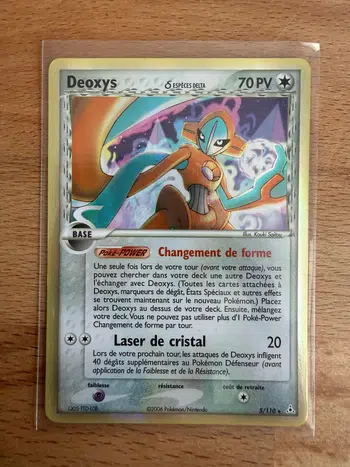 Deoxys
δ ESPÈCES DELTA
70 PV
BASE
Illus. Kouki Saitou
POKé-POWER Changement de forme
Une seule fois lors de votre tour (avant votre attaque), vous
pouvez chercher dans votre deck une autre Deoxys et
l'échanger avec Deoxys. (Toutes les cartes attachées à
Deoxys, marqueurs de dégât, États Spéciaux et autres effets
se trouvent maintenant sur le nouveau Pokémon.) Placez
alors Deoxys au dessus de votre deck. Ensuite, mélangez
votre deck. Vous ne pouvez pas utiliser plus d'1 Poké-Power
Changement de forme par tour.
Laser de cristal 20
Lors de votre prochain tour, les attaques de Deoxys infligent
40 dégâts supplémentaires au Pokémon Défenseur (avant
application de la Faiblesse et de la Résistance).
faiblesse résistance coût de retraite
©2006 Pokémon/Nintendo
5/110 ★